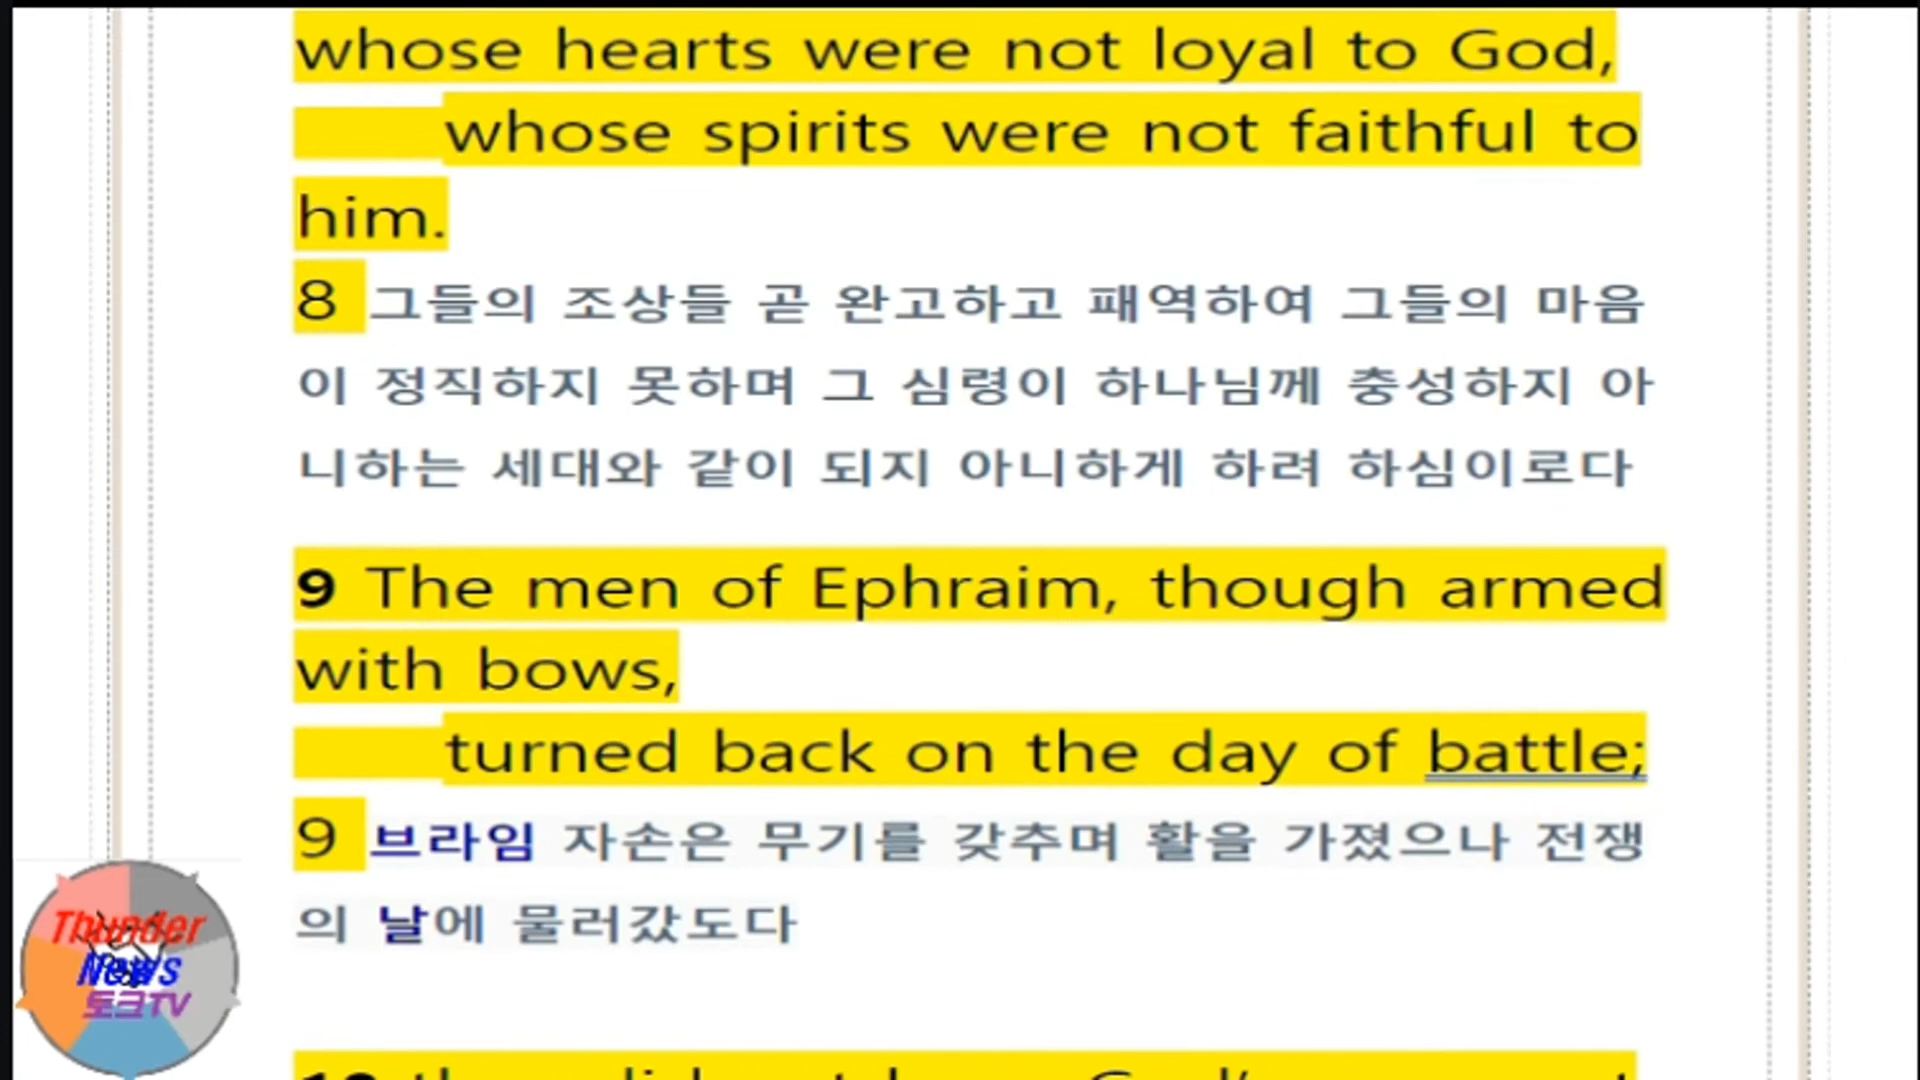 whose hearts were not loyal to God,
whose spirits were not faithful to
him.
8 그들의 조상들 곧 완고하고 패역하여 그들의 마음
이 정직하지 못하며 그 심령이 하나님께 충성하지 아
니하는 세대와 같이 되지 아니하게 하려 하심이로다
9 The men of Ephraim, though armed
with bows,
turned back on the day of battle;
9 브라임 자손은 무기를 갖추며 활을 가졌으나 전쟁
의 날에 물러갔도다
Thunder
News
토크TV